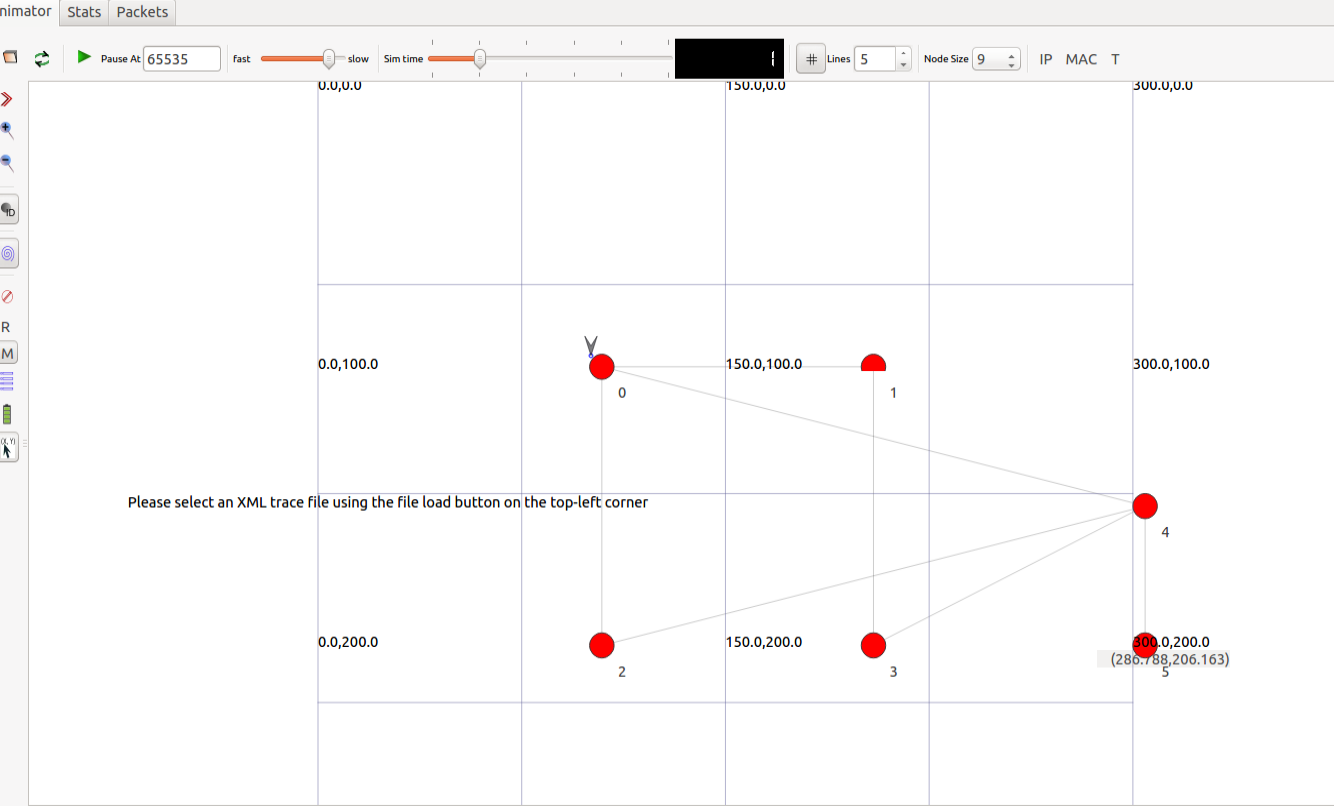 nimator Stats Packets
Pause At 65535 fast slow Sim time 1 Lines 5 Node Size 9 IP MAC T
0.0,0.0 150.0,0.0 300.0,0.0
ID
R
M
(X, Y)
0.0,100.0 150.0,100.0 300.0,100.0
0 1
Please select an XML trace file using the file load button on the top-left corner
4
0.0,200.0 150.0,200.0 300.0,200.0
(286.788,206.163)
2 3 5